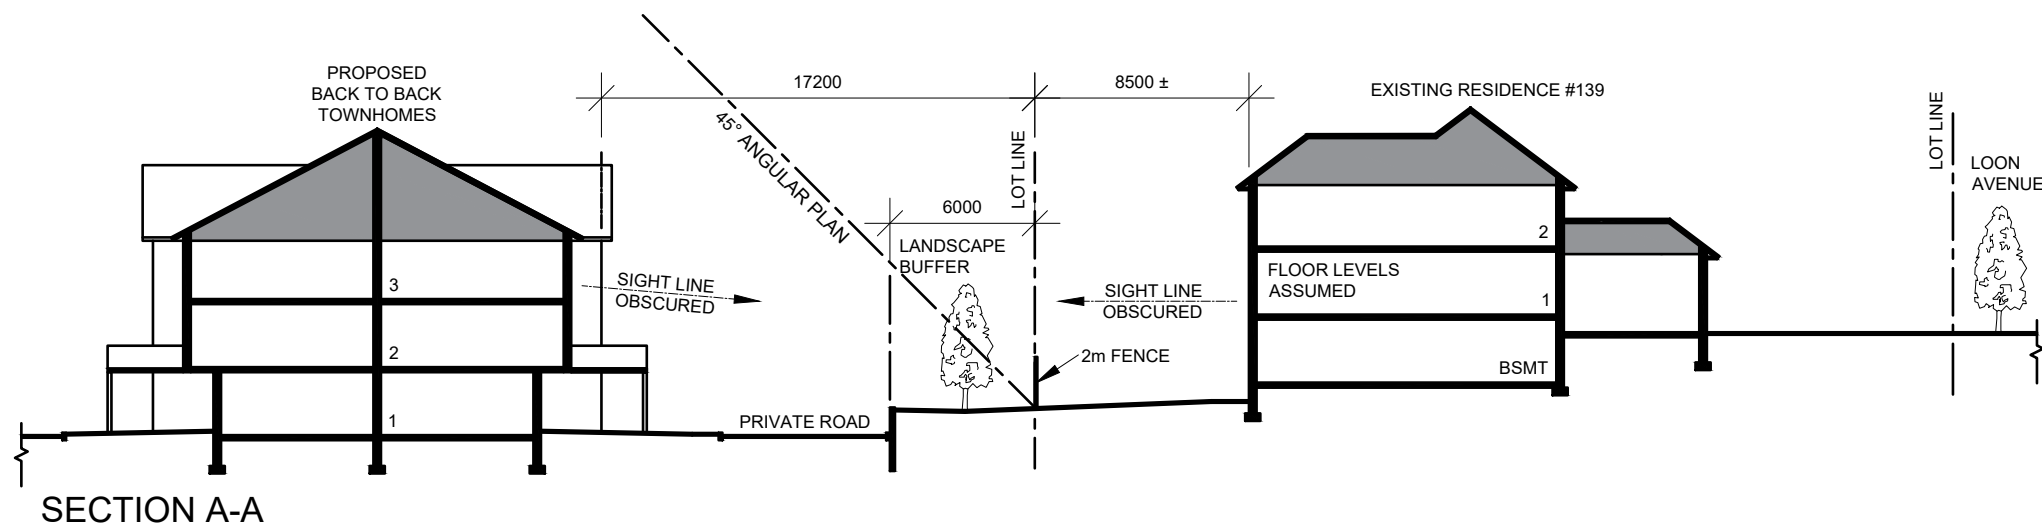 PROPOSED
BACK TO BACK
TOWNHOMES
17200
8500 ±
EXISTING RESIDENCE #139
45° ANGULAR PLAN
LOT LINE
LOT LINE
LOON
AVENUE
6000
LANDSCAPE
BUFFER
SIGHT LINE
OBSCURED
SIGHT LINE
OBSCURED
FLOOR LEVELS
ASSUMED
2
1
BSMT
3
2
1
2m FENCE
PRIVATE ROAD
SECTION A-A